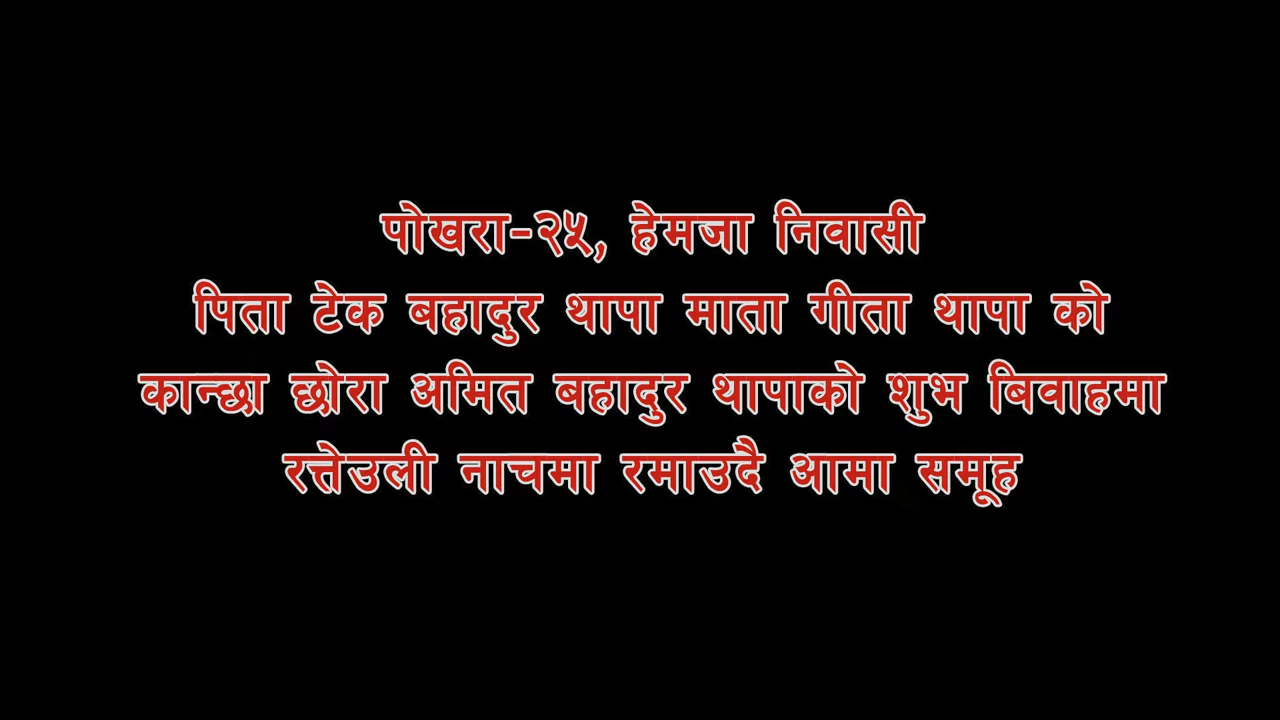 पोखरा-२५, हेमजा निवासी
पिता टेक बहादुर थापा माता गीता थापा को
कान्छा छोरा अमित बहादुर थापाको शुभ बिवाहमा
रत्तेउली नाचमा रमाउदै आमा समूह